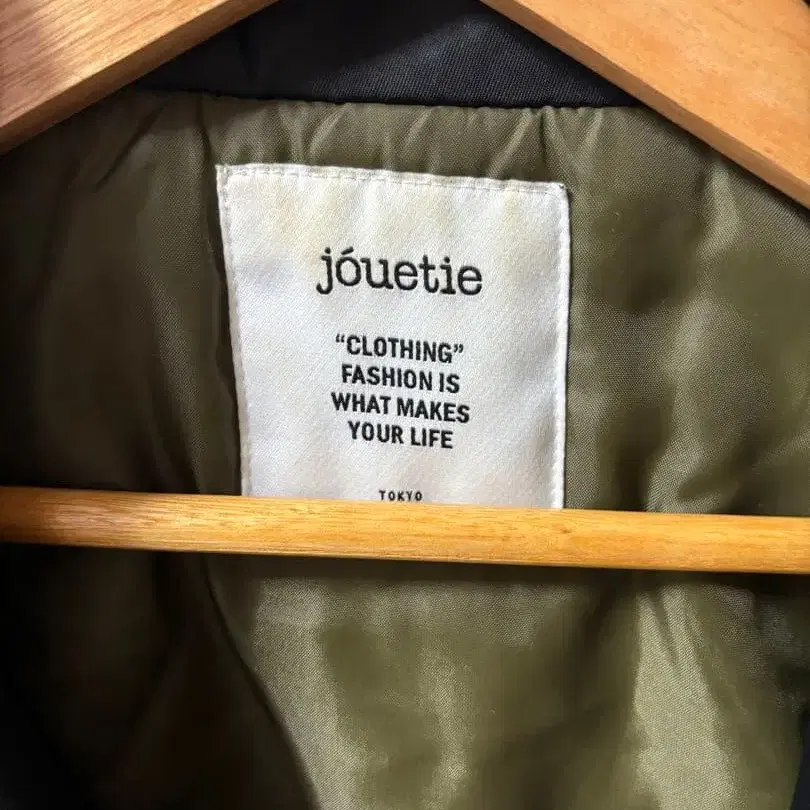 jóuetie
“CLOTHING”
FASHION IS
WHAT MAKES
YOUR LIFE
TOKYO